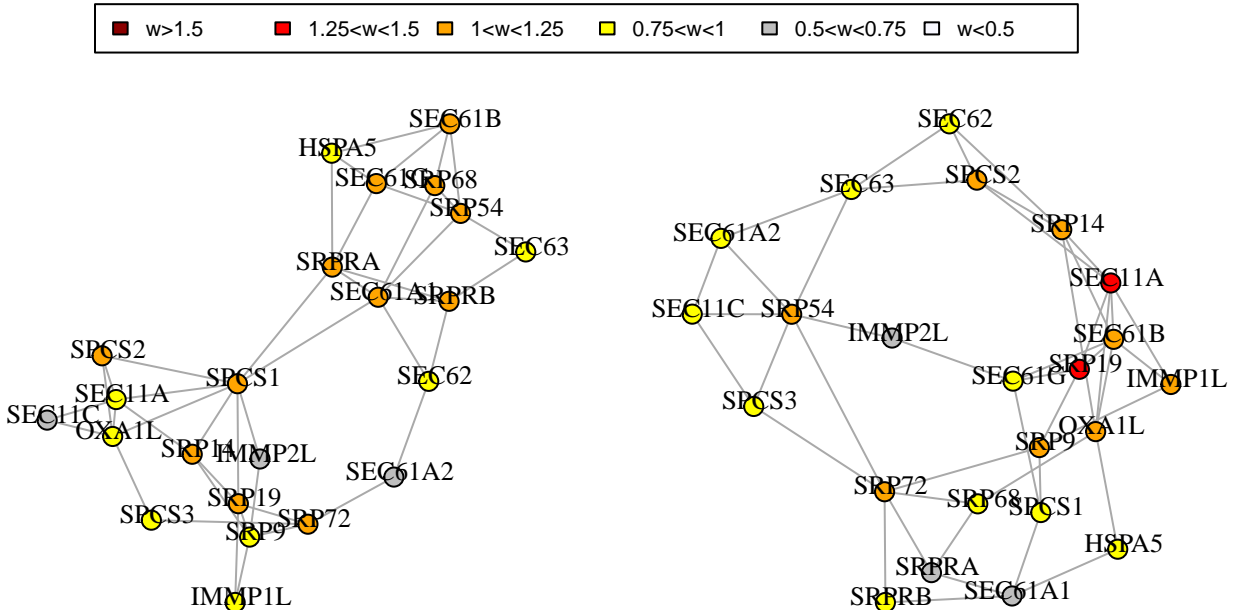 w>1.5 1.25<w<1.5 1<w<1.25 0.75<w<1 0.5<w<0.75 w<0.5
SEC61B
HSPA5
SEC61G SRP68
SRP54
SEC63
SRPRA
SEC61A1 SRPRB
SPCS2
SPCS1 SEC62
SEC11A
SEC11C
OXA1L
SRP14 IMMP2L
SEC61A2
SRP19
SPCS3 SRP72
SRP9
IMMP1L
SEC62
SPCS2
SEC63
SRP14
SEC61A2
SEC11A
SEC11C SRP54
IMMP2L SEC61B
SRP19
SEC61G IMMP1L
SPCS3
OXA1L
SRP9
SRP72
SRP68
SPCS1
HSPA5
SRPRA
SEC61A1
SRPRB